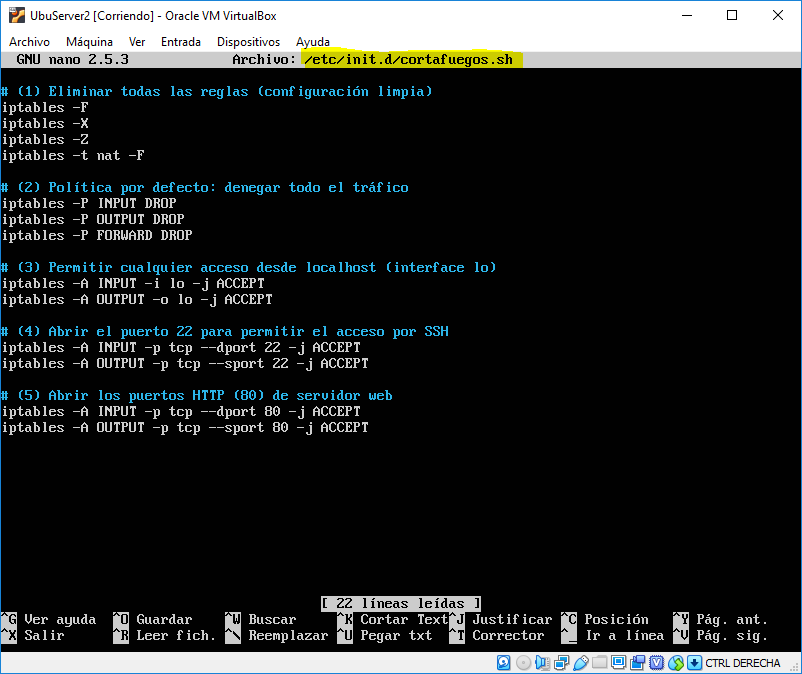 UbuServer2 [Corriendo] - Oracle VM VirtualBox
Archivo Máquina Ver Entrada Dispositivos Ayuda
GNU nano 2.5.3 Archivo: /etc/init.d/cortafuegos.sh
# (1) Eliminar todas las reglas (configuración limpia)
iptables -F
iptables -X
iptables -Z
iptables -t nat -F
# (2) Política por defecto: denegar todo el tráfico
iptables -P INPUT DROP
iptables -P OUTPUT DROP
iptables -P FORWARD DROP
# (3) Permitir cualquier acceso desde localhost (interface lo)
iptables -A INPUT -i lo -j ACCEPT
iptables -A OUTPUT -o lo -j ACCEPT
# (4) Abrir el puerto 22 para permitir el acceso por SSH
iptables -A INPUT -p tcp --dport 22 -j ACCEPT
iptables -A OUTPUT -p tcp --sport 22 -j ACCEPT
# (5) Abrir los puertos HTTP (80) de servidor web
iptables -A INPUT -p tcp --dport 80 -j ACCEPT
iptables -A OUTPUT -p tcp --sport 80 -j ACCEPT
[ 22 líneas leídas ]
^G Ver ayuda ^O Guardar ^W Buscar ^K Cortar Text ^J Justificar ^C Posición ^Y Pág. ant.
^X Salir ^R Leer fich. ^\ Reemplazar ^U Pegar txt ^T Corrector ^_ Ir a línea ^V Pág. sig.
CTRL DERECHA